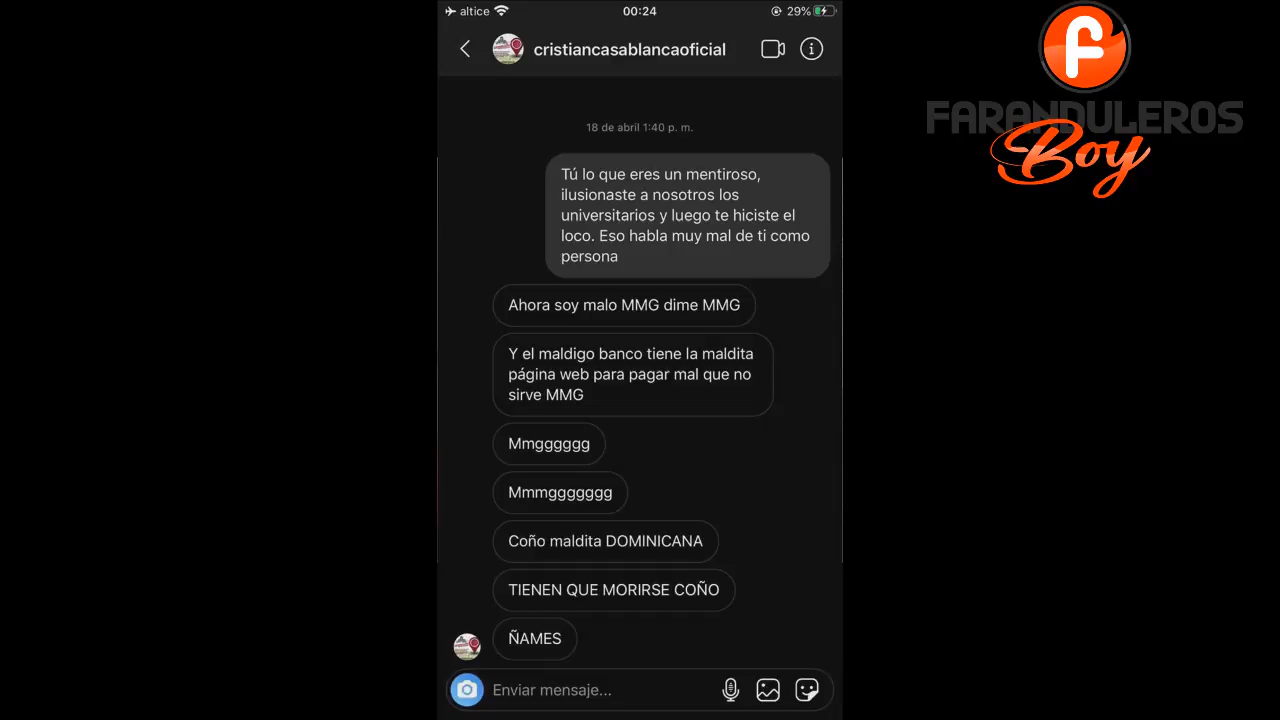 altice
00:24
29%
cristiancasablancaoficial
FARANDULEROS
Boy
18 de abril 1:40 p. m.
Tú lo que eres un mentiroso,
ilusionaste a nosotros los
universitarios y luego te hiciste el
loco. Eso habla muy mal de ti como
persona
Ahora soy malo MMG dime MMG
Y el maldigo banco tiene la maldita
página web para pagar mal que no
sirve MMG
Mmgggggg
Mmmggggggg
Coño maldita DOMINICANA
TIENEN QUE MORIRSE COÑO
ÑAMES
Enviar mensaje...